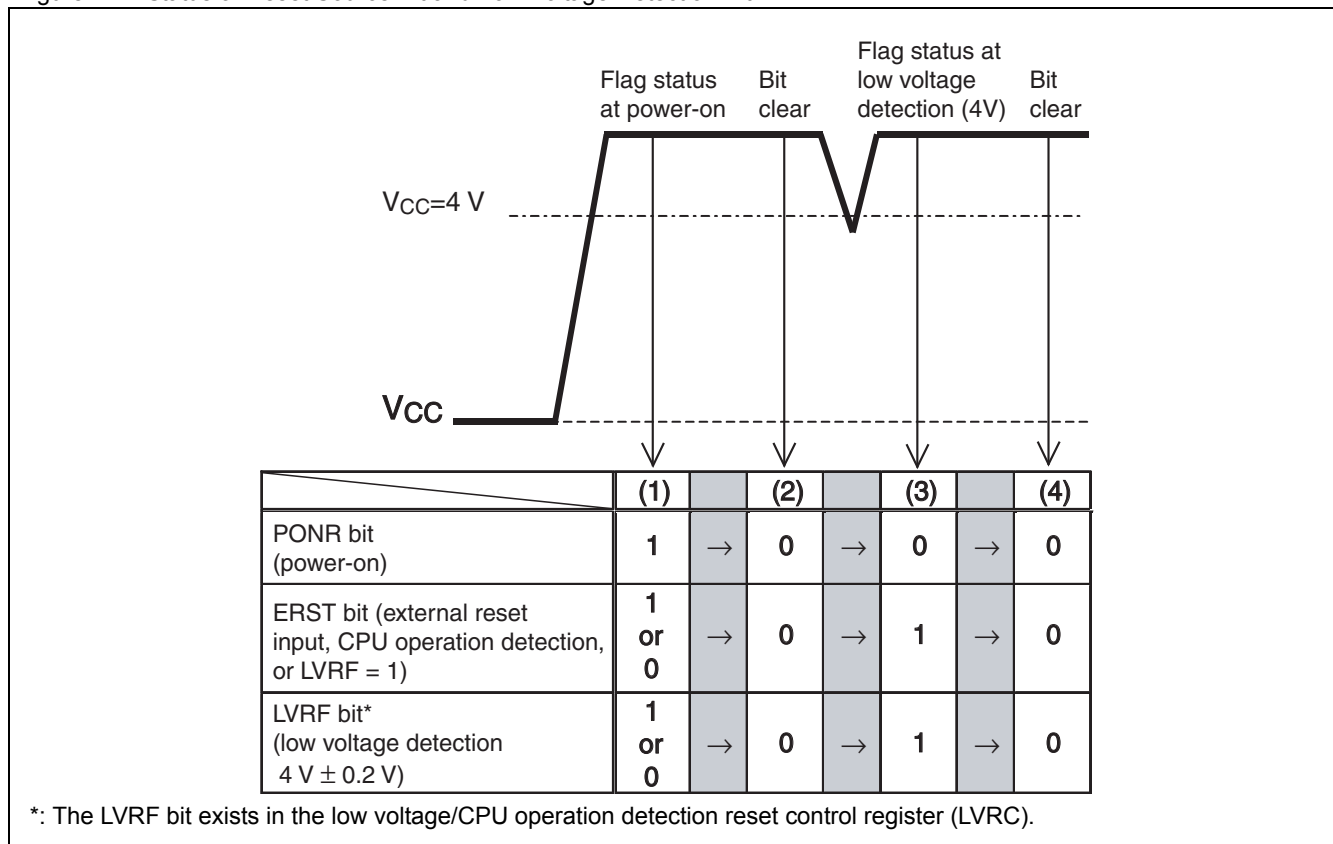 Flag status
at power-on
Bit
clear
Flag status at
low voltage
detection (4V)
Bit
clear
VCC=4 V
VCC
(1) (2) (3) (4)
PONR bit
(power-on)
1 → 0 → 0 → 0
ERST bit (external reset
input, CPU operation detection,
or LVRF = 1)
1
or
0
→ 0 → 1 → 0
LVRF bit*
(low voltage detection
4 V ± 0.2 V)
1
or
0
→ 0 → 1 → 0
*: The LVRF bit exists in the low voltage/CPU operation detection reset control register (LVRC).